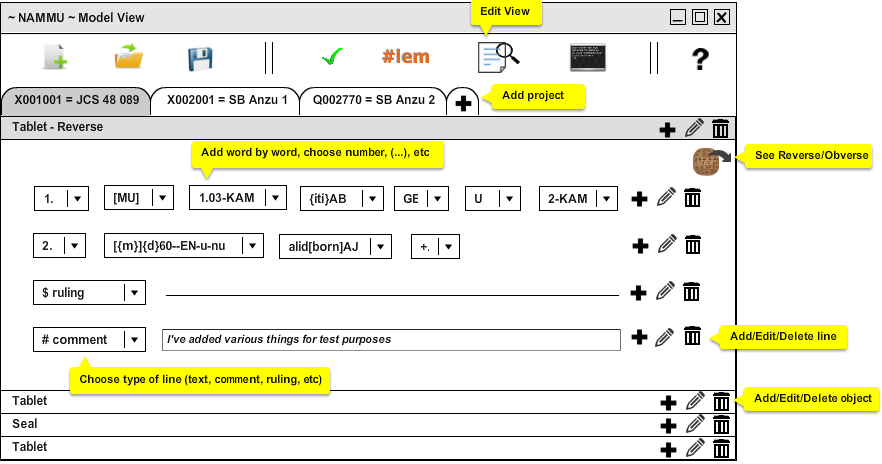 Edit View
~ NAMMU ~ Model View
#lem
?
X001001 = JCS 48 089
X002001 = SB Anzu 1
Q002770 = SB Anzu 2
Add project
Tablet - Reverse
Add word by word, choose number, (...), etc
See Reverse/Obverse
1. [MU] 1.03-KAM {iti}AB GE U 2-KAM
2. [{m}]{d}60--EN-u-nu alid[born]AJ +.
$ ruling
# comment I've added various things for test purposes
Add/Edit/Delete line
Choose type of line (text, comment, ruling, etc)
Tablet
Add/Edit/Delete object
Seal
Tablet